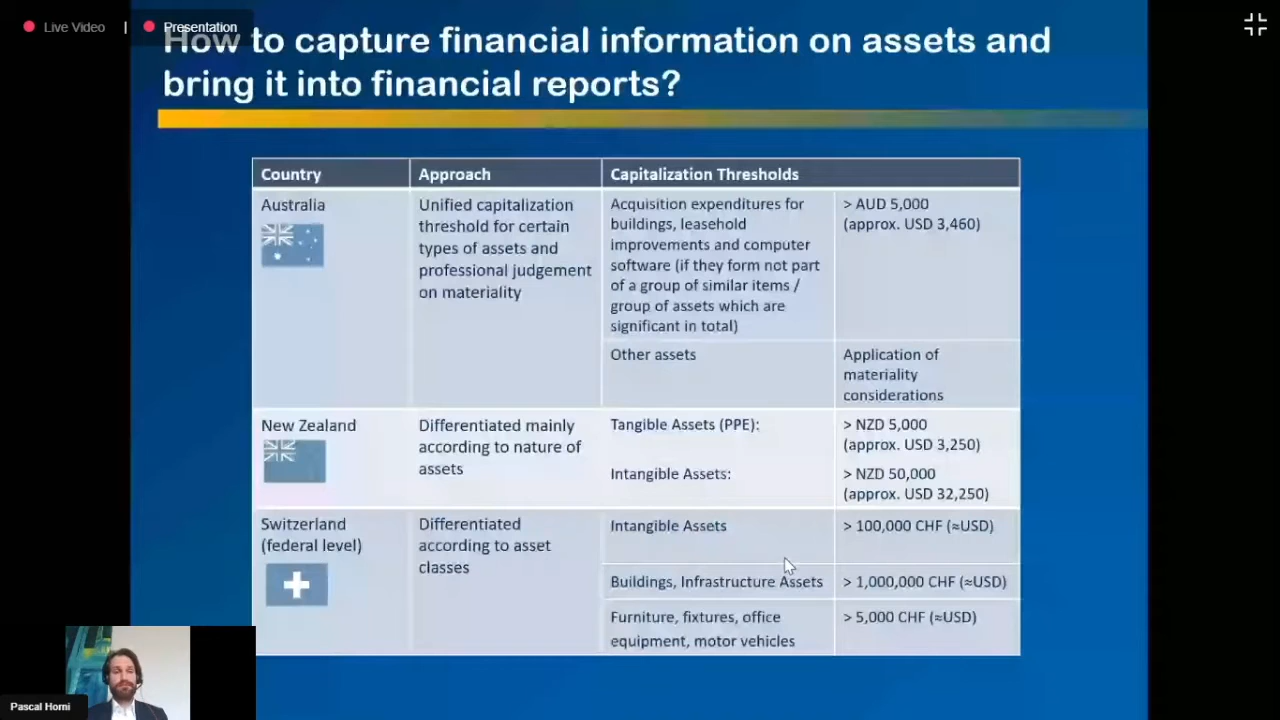 Live Video | Presentation
How to capture financial information on assets and
bring it into financial reports?
Country Approach Capitalization Thresholds
Australia
Unified capitalization
threshold for certain
types of assets and
professional judgement
on materiality
Acquisition expenditures for
buildings, leasehold
improvements and computer
software (if they form not part
of a group of similar items /
group of assets which are
significant in total)
> AUD 5,000
(approx. USD 3,460)
Other assets
Application of
materiality
considerations
New Zealand
Differentiated mainly
according to nature of
assets
Tangible Assets (PPE):
> NZD 5,000
(approx. USD 3,250)
Intangible Assets:
> NZD 50,000
(approx. USD 32,250)
Switzerland
(federal level)
Differentiated
according to asset
classes
Intangible Assets
> 100,000 CHF (≈USD)
Buildings, Infrastructure Assets
> 1,000,000 CHF (≈USD)
Furniture, fixtures, office
equipment, motor vehicles
> 5,000 CHF (≈USD)
Pascal Horni